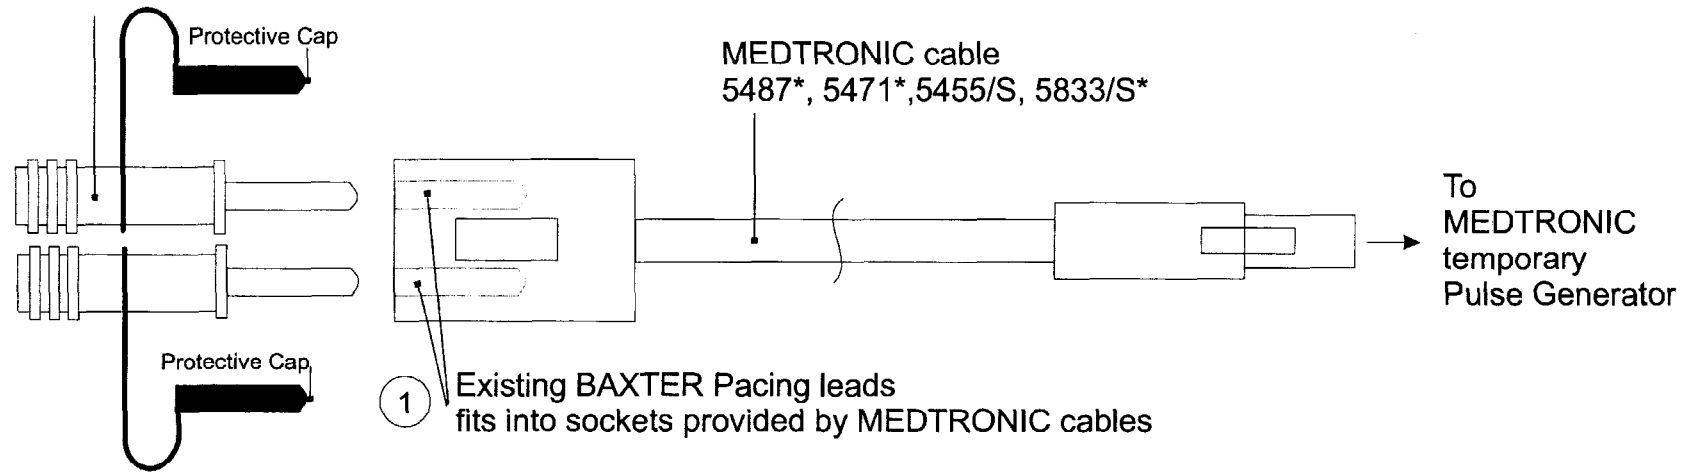 Protective Cap
MEDTRONIC cable
5487*, 5471*,5455/S, 5833/S*
To
MEDTRONIC
temporary
Pulse Generator
Protective Cap
1
Existing BAXTER Pacing leads
fits into sockets provided by MEDTRONIC cables